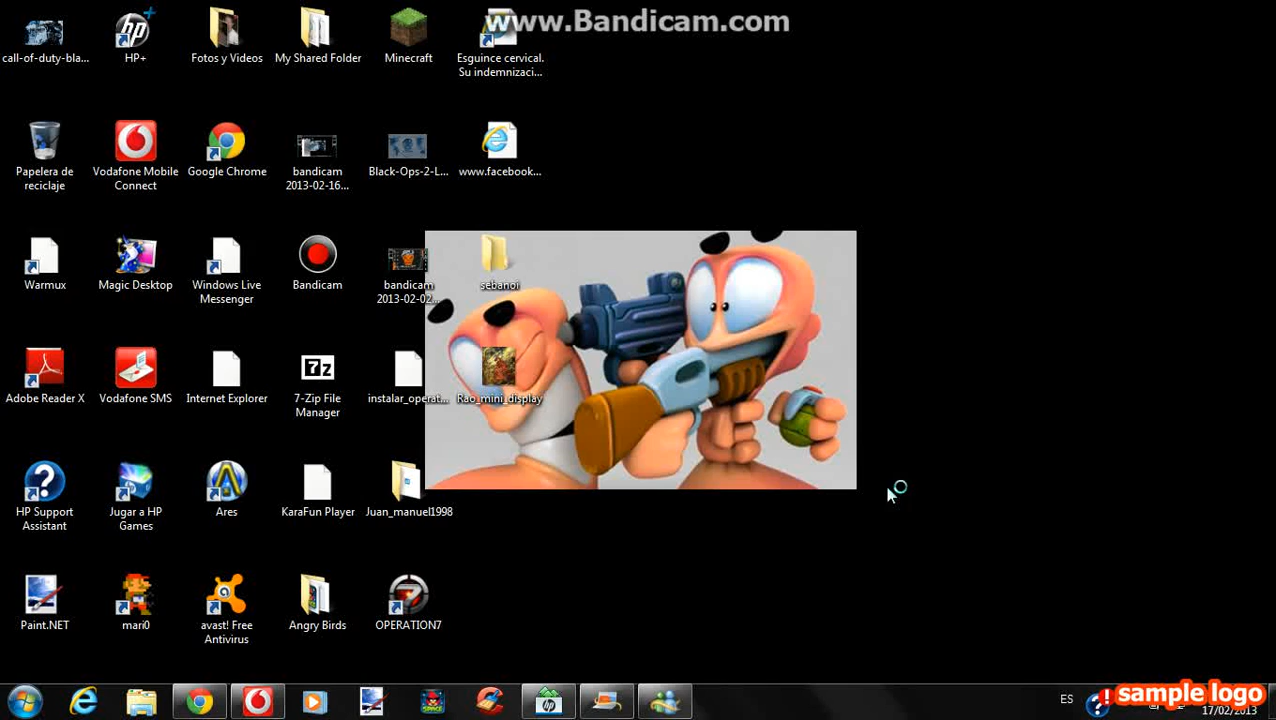 www.Bandicam.com
call-of-duty-bla...
HP+
Fotos y Videos
My Shared Folder
Minecraft
Esguince cervical.
Su indemnizaci...
Papelera de
reciclaje
Vodafone Mobile
Connect
Google Chrome
bandicam
2013-02-16...
Black-Ops-2-L...
www.facebook...
Warmux
Magic Desktop
Windows Live
Messenger
Bandicam
bandicam
2013-02-02...
sebanoi
Adobe Reader X
Vodafone SMS
Internet Explorer
7z
7-Zip File
Manager
instalar_operat...
Rao_mini_display
HP Support
Assistant
Jugar a HP
Games
Ares
KaraFun Player
Juan_manuel1998
Paint.NET
mari0
avast! Free
Antivirus
Angry Birds
OPERATION7
SPACE
hp
ES
sample logo
17/02/2013